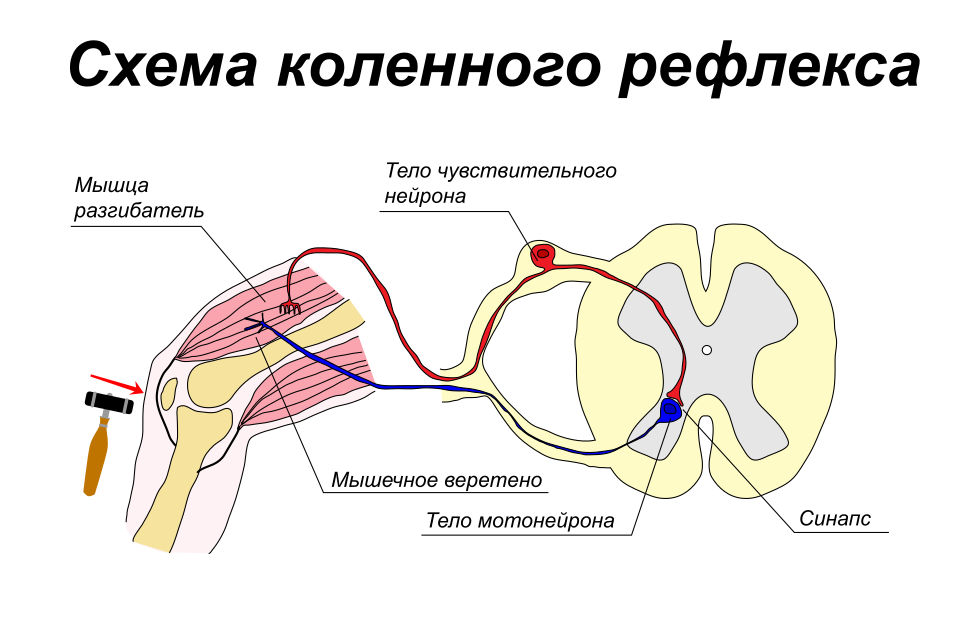 Схема коленного рефлекса
Тело чувствительного
нейрона
Мышца
разгибатель
Мышечное веретено
Тело мотонейрона
Синапс